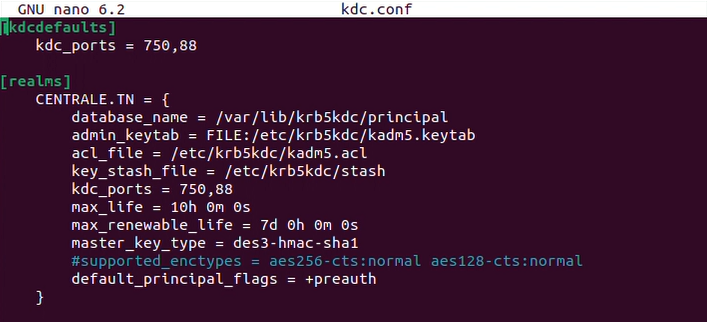 GNU nano 6.2 kdc.conf
[kdcdefaults]
kdc_ports = 750,88
[realms]
CENTRALE.TN = {
database_name = /var/lib/krb5kdc/principal
admin_keytab = FILE:/etc/krb5kdc/kadm5.keytab
acl_file = /etc/krb5kdc/kadm5.acl
key_stash_file = /etc/krb5kdc/stash
kdc_ports = 750,88
max_life = 10h 0m 0s
max_renewable_life = 7d 0h 0m 0s
master_key_type = des3-hmac-sha1
#supported_enctypes = aes256-cts:normal aes128-cts:normal
default_principal_flags = +preauth
}